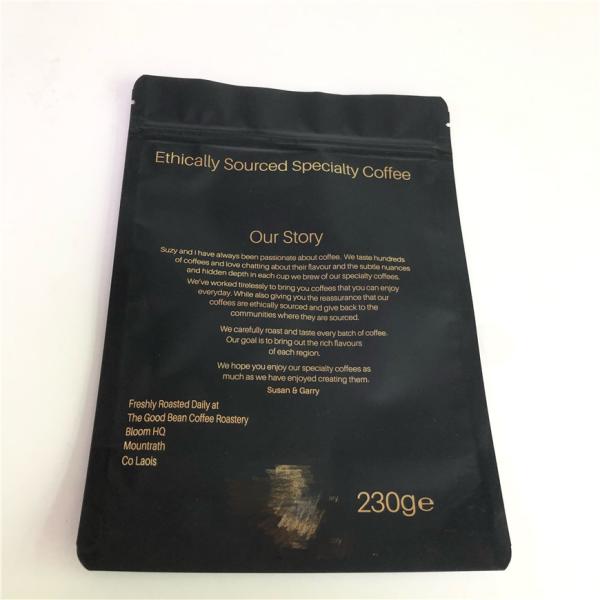 Ethically Sourced Specialty Coffee
Our Story
Suzy and I have always been passionate about coffee. We taste hundreds
of coffees and love chatting about their flavour and the subtle nuances
and hidden depth in each cup we brew of our specialty coffees.
We've worked tirelessly to bring you coffees that you can enjoy
everyday. While also giving you the reassurance that our
coffees are ethically sourced and give back to the
communities where they are sourced.
We carefully roast and taste every batch of coffee.
Our goal is to bring out the rich flavours
of each region.
We hope you enjoy our specialty coffees as
much as we have enjoyed creating them.
Susan & Garry
Freshly Roasted Daily at
The Good Bean Coffee Roastery
Bloom HQ
Mountrath
Co Laois
230g℮